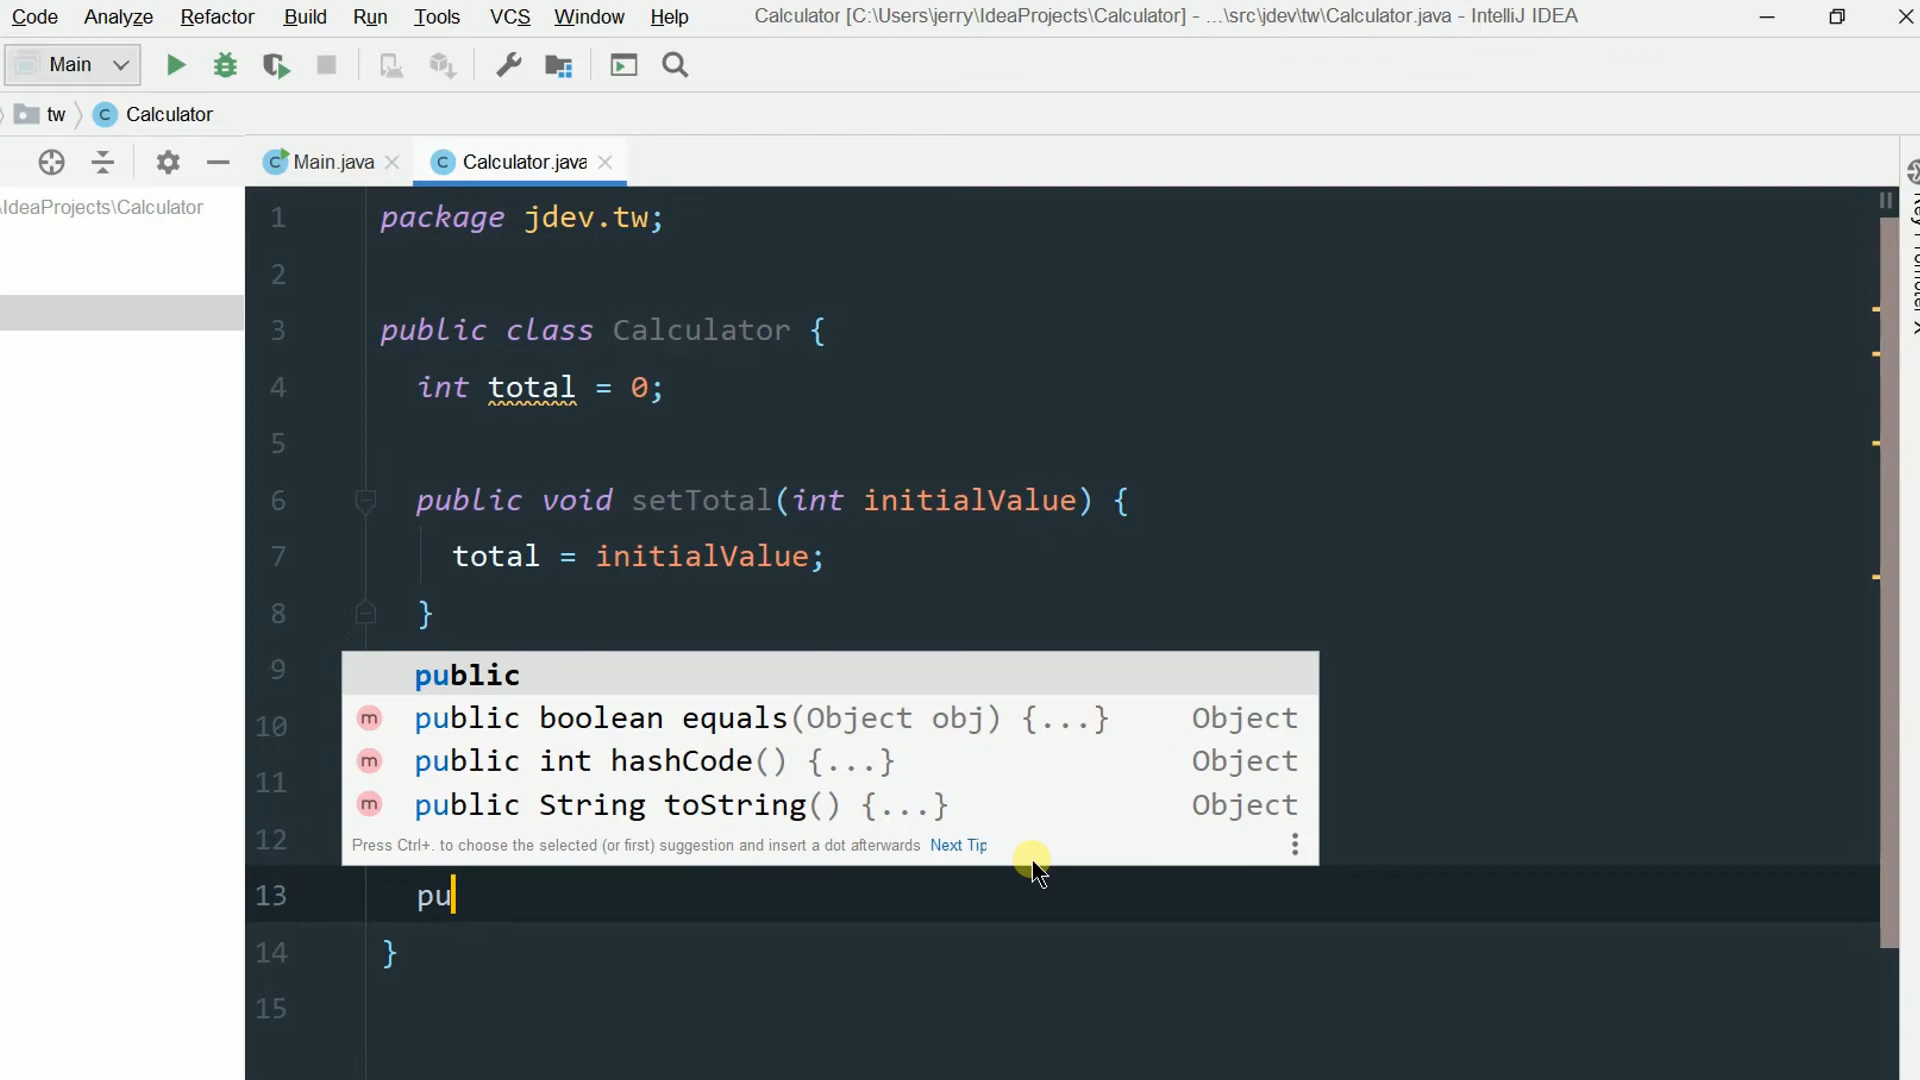 Code Analyze Refactor Build Run Tools VCS Window Help Calculator [C:\Users\jerry\IdeaProjects\Calculator] - ...\src\jdev\tw\Calculator.java - IntelliJ IDEA
Main
tw Calculator
Main.java Calculator.java
\IdeaProjects\Calculator
1 package jdev.tw;
2
3 public class Calculator {
4 int total = 0;
5
6 public void setTotal(int initialValue) {
7 total = initialValue;
8 }
9 public
10 public boolean equals(Object obj) {...} Object
11 public int hashCode() {...} Object
public String toString() {...} Object
12 Press Ctrl+. to choose the selected (or first) suggestion and insert a dot afterwards Next Tip
13 pu
14 }
15